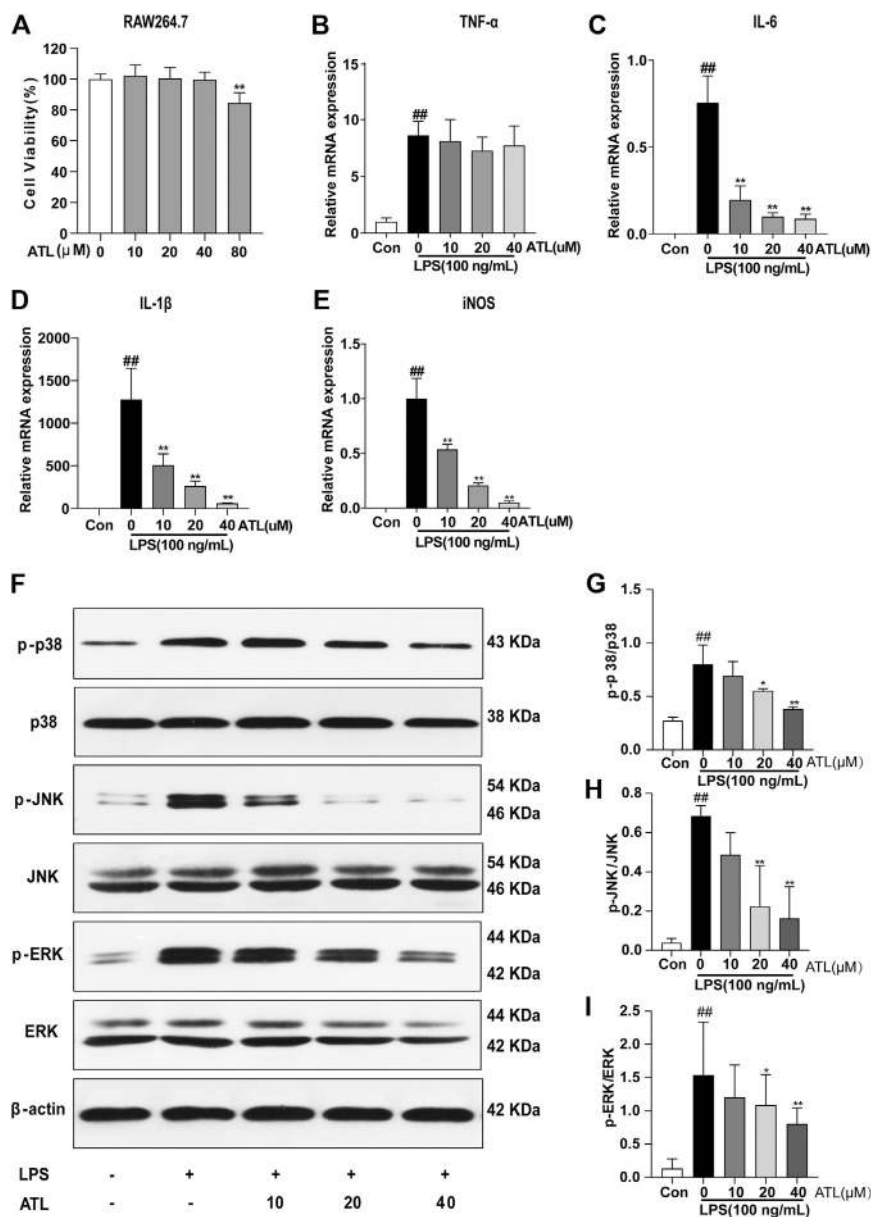 A
RAW264.7
Cell Viability(%)
120
100
80
60
40
20
0
**
ATL(μM) 0 10 20 40 80
B
TNF-α
Relative mRNA expression
15
10
5
0
##
Con 0 10 20 40 ATL(uM)
LPS(100 ng/mL)
C
IL-6
Relative mRNA expression
1.0
0.5
0.0
##
** ** **
Con 0 10 20 40 ATL(uM)
LPS(100 ng/mL)
D
IL-1β
Relative mRNA expression
2000
1500
1000
500
0
##
** ** **
Con 0 10 20 40 ATL(uM)
LPS(100 ng/mL)
E
iNOS
Relative mRNA expression
1.5
1.0
0.5
0.0
##
** ** **
Con 0 10 20 40 ATL(uM)
LPS(100 ng/mL)
F
p-p38 43 KDa
p38 38 KDa
p-JNK 54 KDa
46 KDa
JNK 54 KDa
46 KDa
p-ERK 44 KDa
42 KDa
ERK 44 KDa
42 KDa
β-actin 42 KDa
LPS - + + + +
ATL - - 10 20 40
G
p-p 38/p38
1.5
1.0
0.5
0.0
##
* **
Con 0 10 20 40 ATL(μM)
LPS(100 ng/mL)
H
p-JNK/JNK
0.8
0.6
0.4
0.2
0.0
##
** **
Con 0 10 20 40 ATL(μM)
LPS(100 ng/mL)
I
p-ERK/ERK
2.5
2.0
1.5
1.0
0.5
0.0
##
* **
Con 0 10 20 40 ATL(μM)
LPS(100 ng/mL)